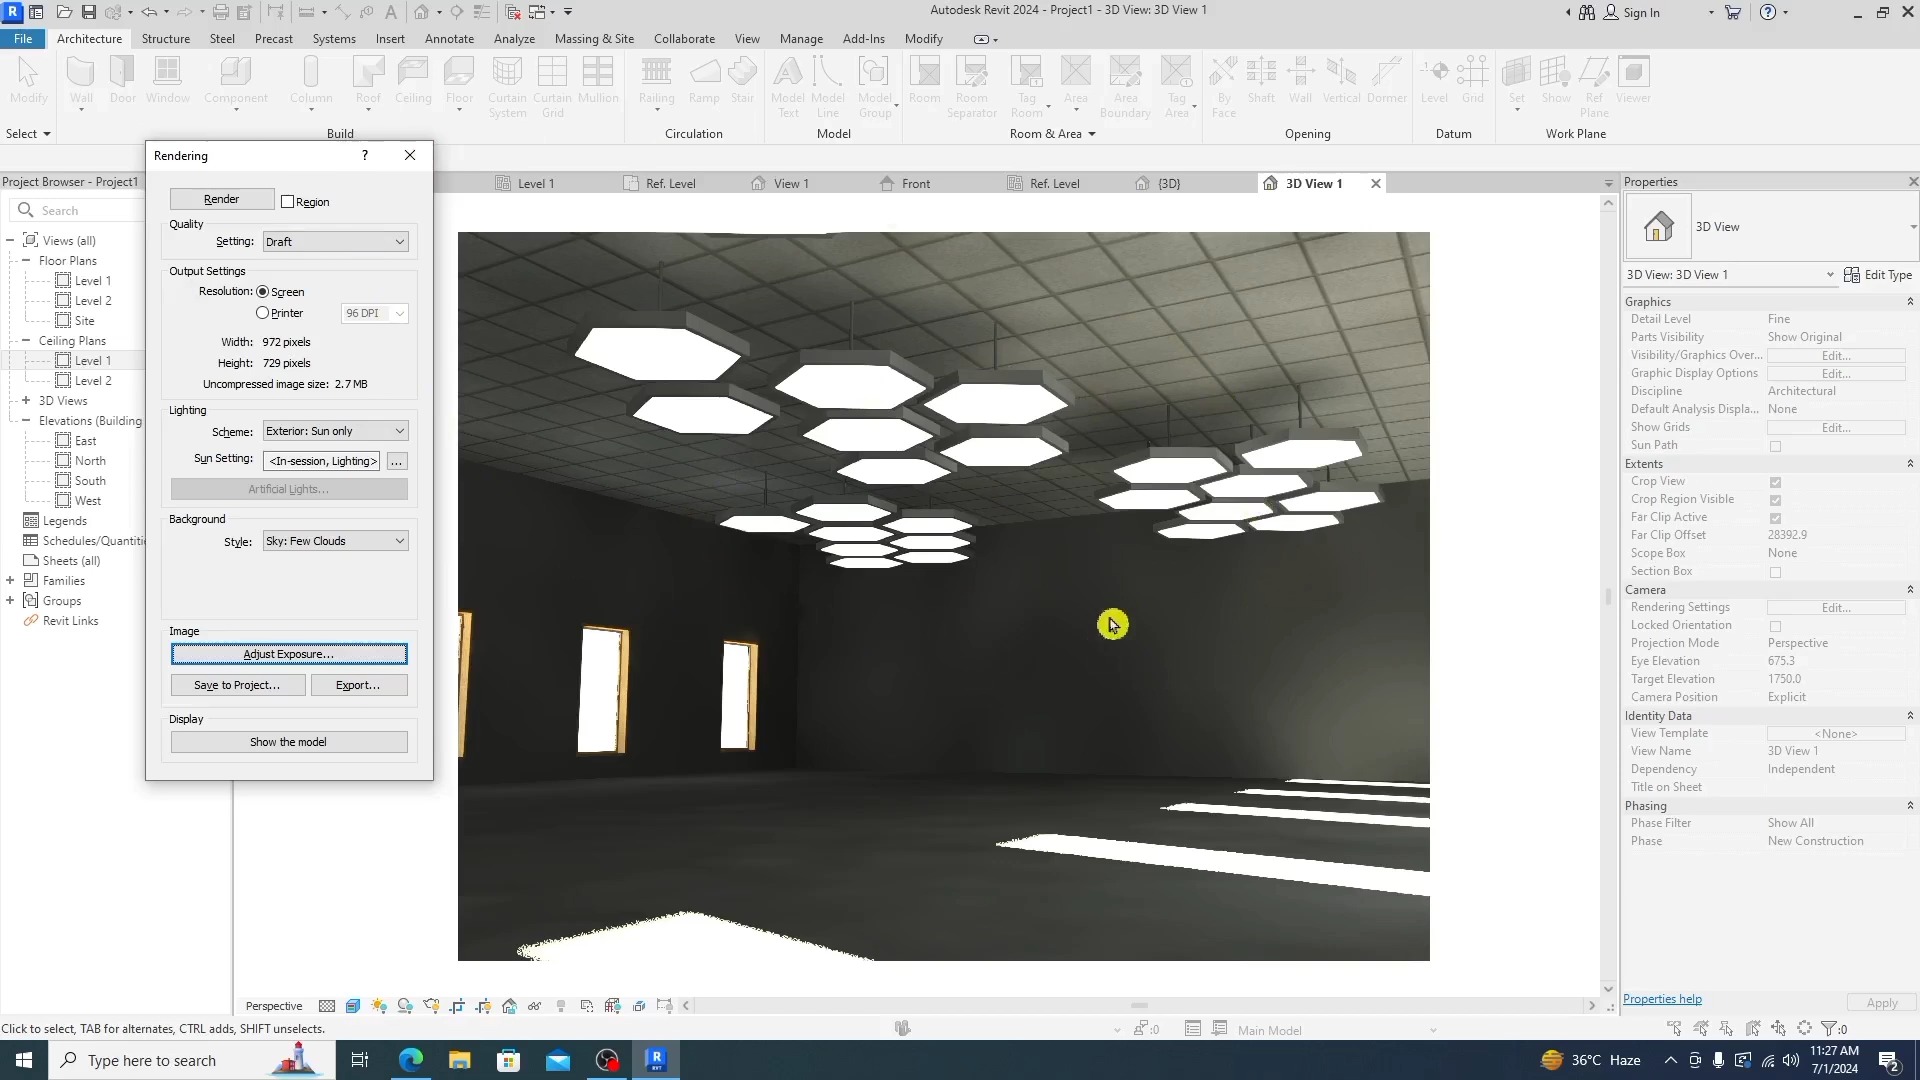 Autodesk Revit 2024 - Project1 - 3D View: 3D View 1
Sign In
File
Architecture
Structure
Steel
Precast
Systems
Insert
Annotate
Analyze
Massing & Site
Collaborate
View
Manage
Add-Ins
Modify
Modify
Wall
Door
Window
Component
Column
Roof
Ceiling
Floor
Curtain System
Curtain Grid
Mullion
Railing
Ramp
Stair
Model Text
Model Line
Model Group
Room
Room Separator
Tag Room
Area
Area Boundary
Tag Area
By Face
Shaft
Wall
Vertical
Dormer
Level
Grid
Set
Show
Ref Plane
Viewer
Select
Build
Circulation
Model
Room & Area
Opening
Datum
Work Plane
Project Browser - Project1
Search
Views (all)
Floor Plans
Level 1
Level 2
Site
Ceiling Plans
Level 1
Level 2
3D Views
Elevations (Building
East
North
South
West
Legends
Schedules/Quantiti
Sheets (all)
Families
Groups
Revit Links
Rendering
?
Render
Region
Quality
Setting:
Draft
Output Settings
Resolution:
Screen
Printer
96 DPI
Width: 972 pixels
Height: 729 pixels
Uncompressed image size: 2.7 MB
Lighting
Scheme:
Exterior: Sun only
Sun Setting:
<In-session, Lighting>
...
Artificial Lights...
Background
Style:
Sky: Few Clouds
Image
Adjust Exposure...
Save to Project...
Export...
Display
Show the model
Level 1
Ref. Level
View 1
Front
Ref. Level
{3D}
3D View 1
Properties
3D View
3D View: 3D View 1
Edit Type
Graphics
Detail Level Fine
Parts Visibility Show Original
Visibility/Graphics Over... Edit...
Graphic Display Options Edit...
Discipline Architectural
Default Analysis Displa... None
Show Grids Edit...
Sun Path
Extents
Crop View
Crop Region Visible
Far Clip Active
Far Clip Offset 28392.9
Scope Box None
Section Box
Camera
Rendering Settings Edit...
Locked Orientation
Projection Mode Perspective
Eye Elevation 675.3
Target Elevation 1750.0
Camera Position Explicit
Identity Data
View Template <None>
View Name 3D View 1
Dependency Independent
Title on Sheet
Phasing
Phase Filter Show All
Phase New Construction
Properties help
Apply
Perspective
Click to select, TAB for alternates, CTRL adds, SHIFT unselects.
:0
Main Model
:0
Type here to search
36°C Haze
11:27 AM
7/1/2024
2